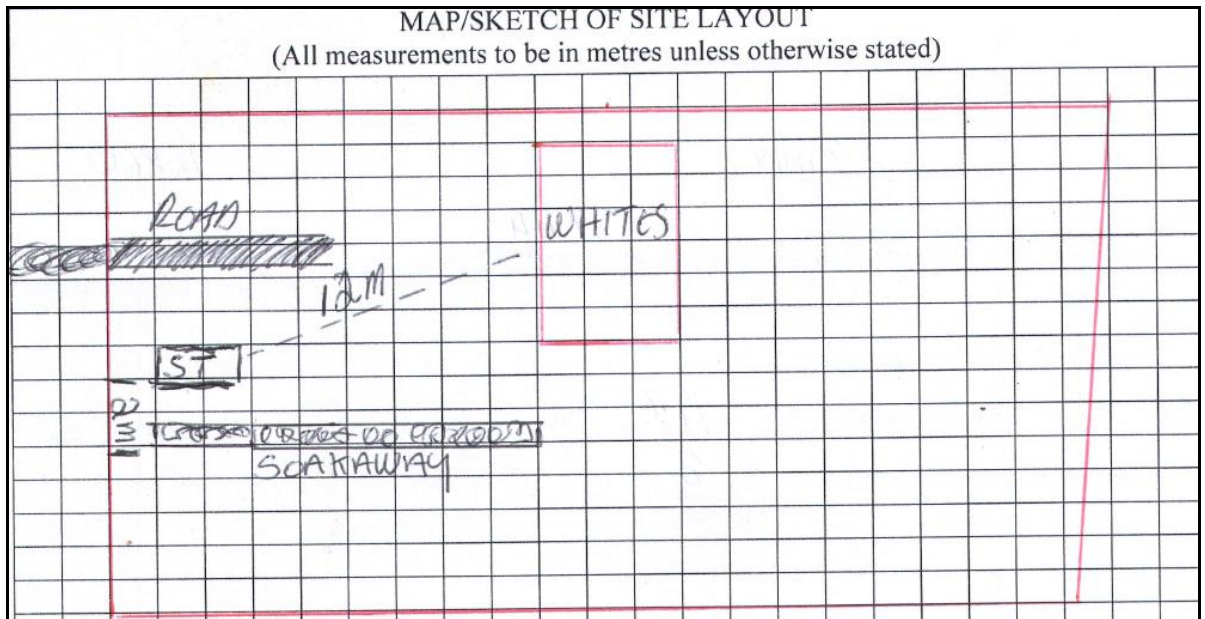 MAP/SKETCH OF SITE LAYOUT
(All measurements to be in metres unless otherwise stated)
ROAD
WHITES
12M
ST
SOAKAWAY